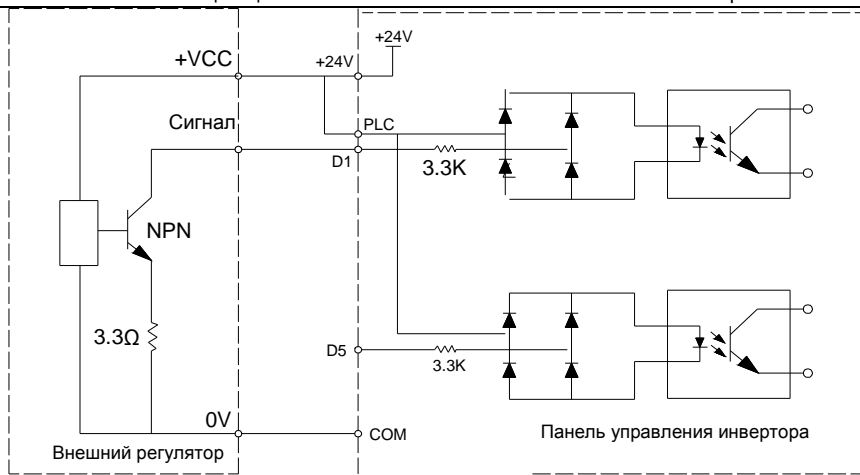 +24V
+VCC
+24V
Сигнал
PLC
D1
3.3K
NPN
3.3Ω
D5
3.3K
0V
COM
Внешний регулятор
Панель управления инвертора